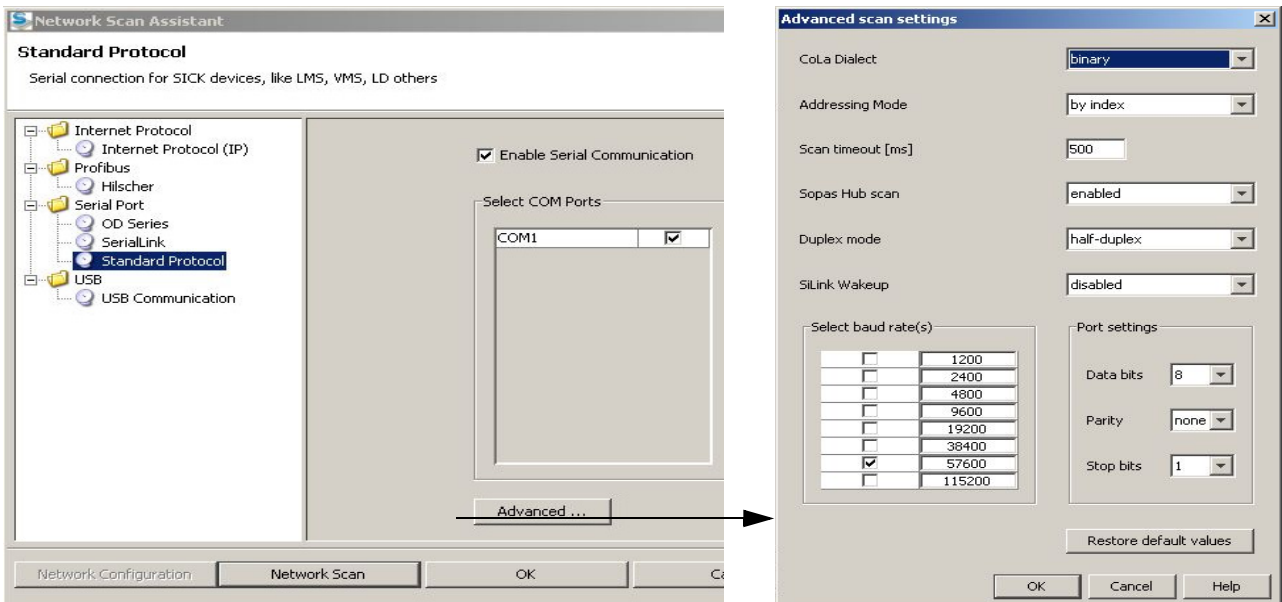 Network Scan Assistant
Standard Protocol
Serial connection for SICK devices, like LMS, VMS, LD others
Internet Protocol
Internet Protocol (IP)
Profibus
Hilscher
Serial Port
OD Series
SerialLink
Standard Protocol
USB
USB Communication
Enable Serial Communication
Select COM Ports
COM1
Advanced ...
Network Configuration
Network Scan
OK
Ca
Advanced scan settings
CoLa Dialect binary
Addressing Mode by index
Scan timeout [ms] 500
Sopas Hub scan enabled
Duplex mode half-duplex
SiLink Wakeup disabled
Select baud rate(s)
1200
2400
4800
9600
19200
38400
57600
115200
Port settings
Data bits 8
Parity none
Stop bits 1
Restore default values
OK Cancel Help